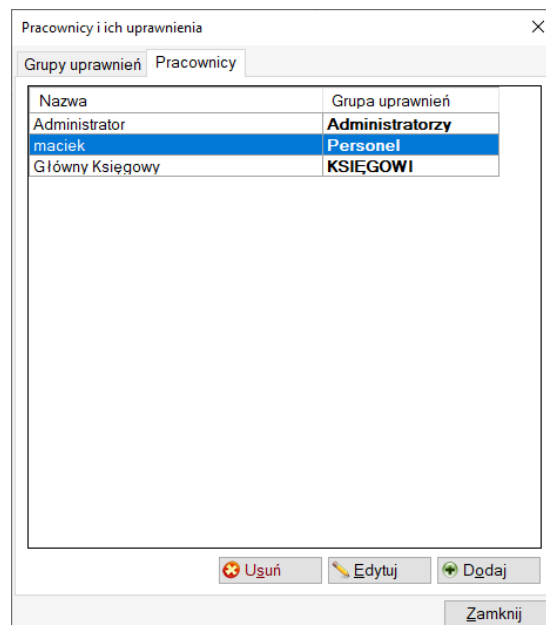 Pracownicy i ich uprawnienia
Grupy uprawnień Pracownicy
Nazwa Grupa uprawnień
Administrator Administratorzy
maciek Personel
Główny Księgowy KSIĘGOWI
Usuń Edytuj Dodaj
Zamknij